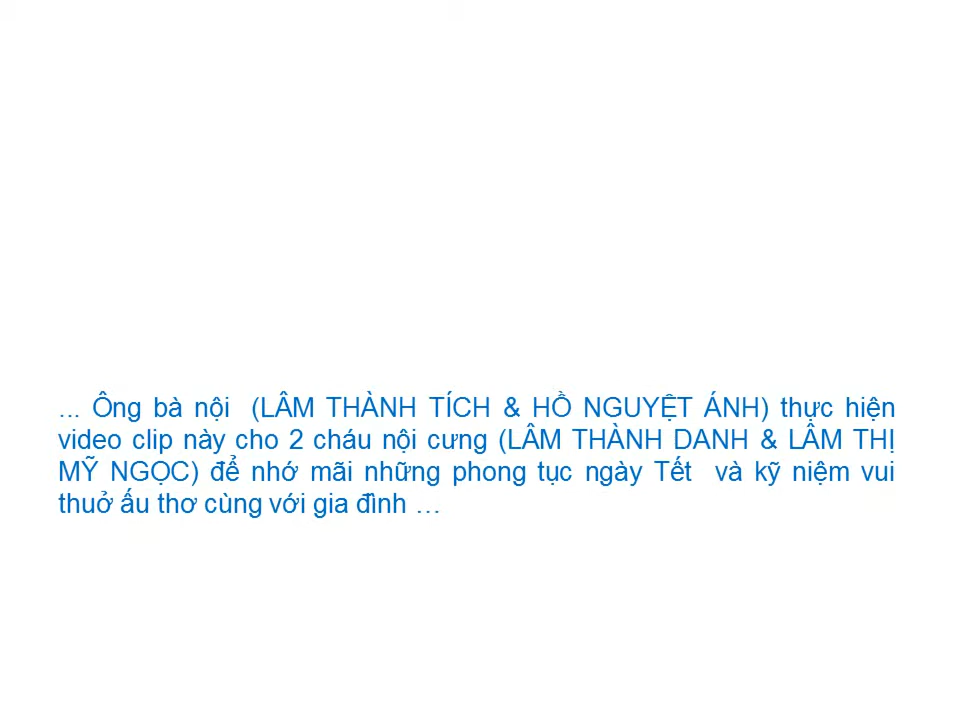 ... Ông bà nội (LÂM THÀNH TÍCH & HỒ NGUYỆT ÁNH) thực hiện
video clip này cho 2 cháu nội cưng (LÂM THÀNH DANH & LÂM THỊ
MỸ NGỌC) để nhớ mãi những phong tục ngày Tết và kỹ niệm vui
thuở ấu thơ cùng với gia đình …